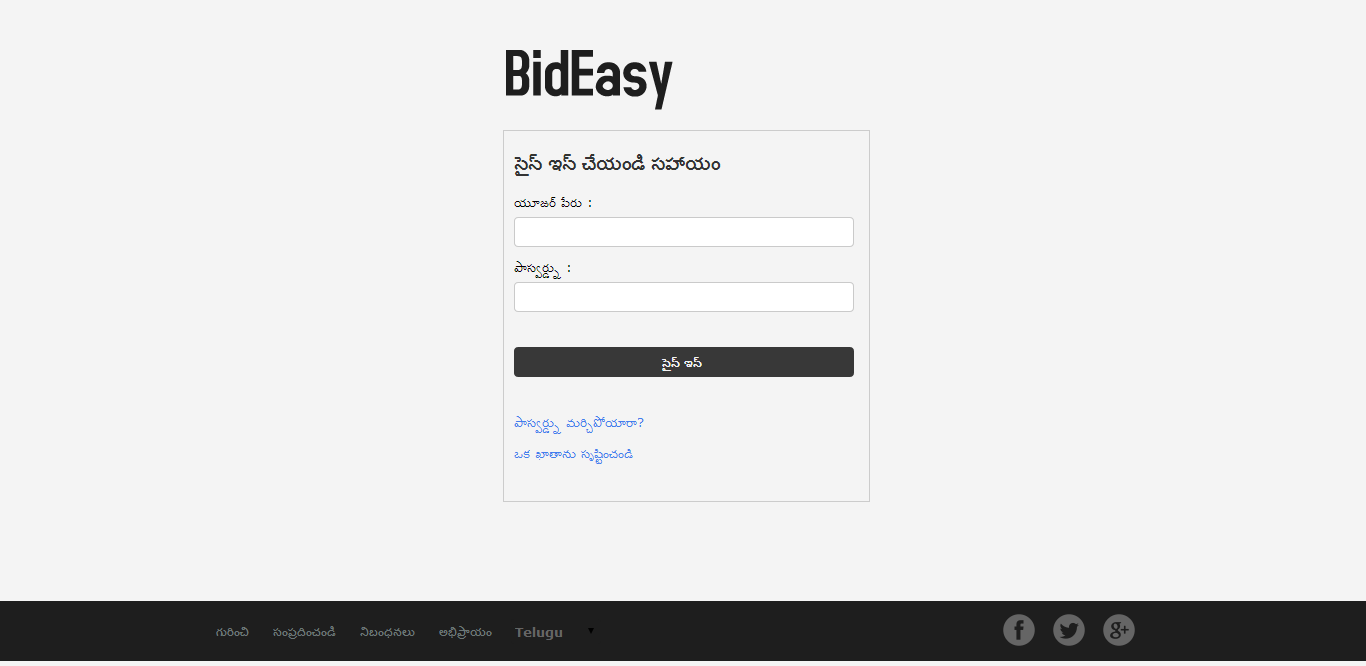 BidEasy
సైన్ ఇన్ చేయండి సహాయం
యూజర్ పేరు :
పాస్వర్డ్ను :
సైన్ ఇన్
పాస్వర్డ్ను మర్చిపోయారా?
ఒక ఖాతాను సృష్టించండి
గురించి సంప్రదించండి నిబంధనలు అభిప్రాయం Telugu